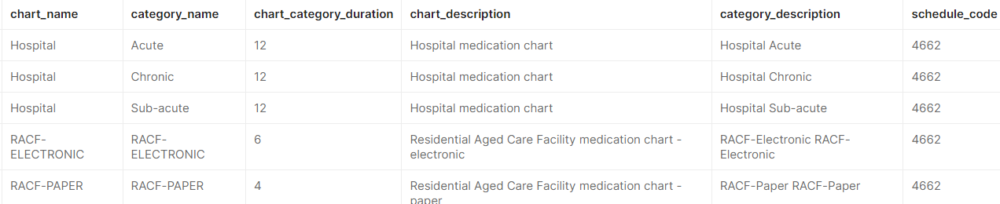 chart_name category_name chart_category_duration chart_description category_description schedule_code
Hospital Acute 12 Hospital medication chart Hospital Acute 4662
Hospital Chronic 12 Hospital medication chart Hospital Chronic 4662
Hospital Sub-acute 12 Hospital medication chart Hospital Sub-acute 4662
RACF- RACF- 6 Residential Aged Care Facility medication chart - RACF-Electronic RACF- 4662
ELECTRONIC ELECTRONIC electronic Electronic
RACF-PAPER RACF-PAPER 4 Residential Aged Care Facility medication chart - RACF-Paper RACF-Paper 4662
paper